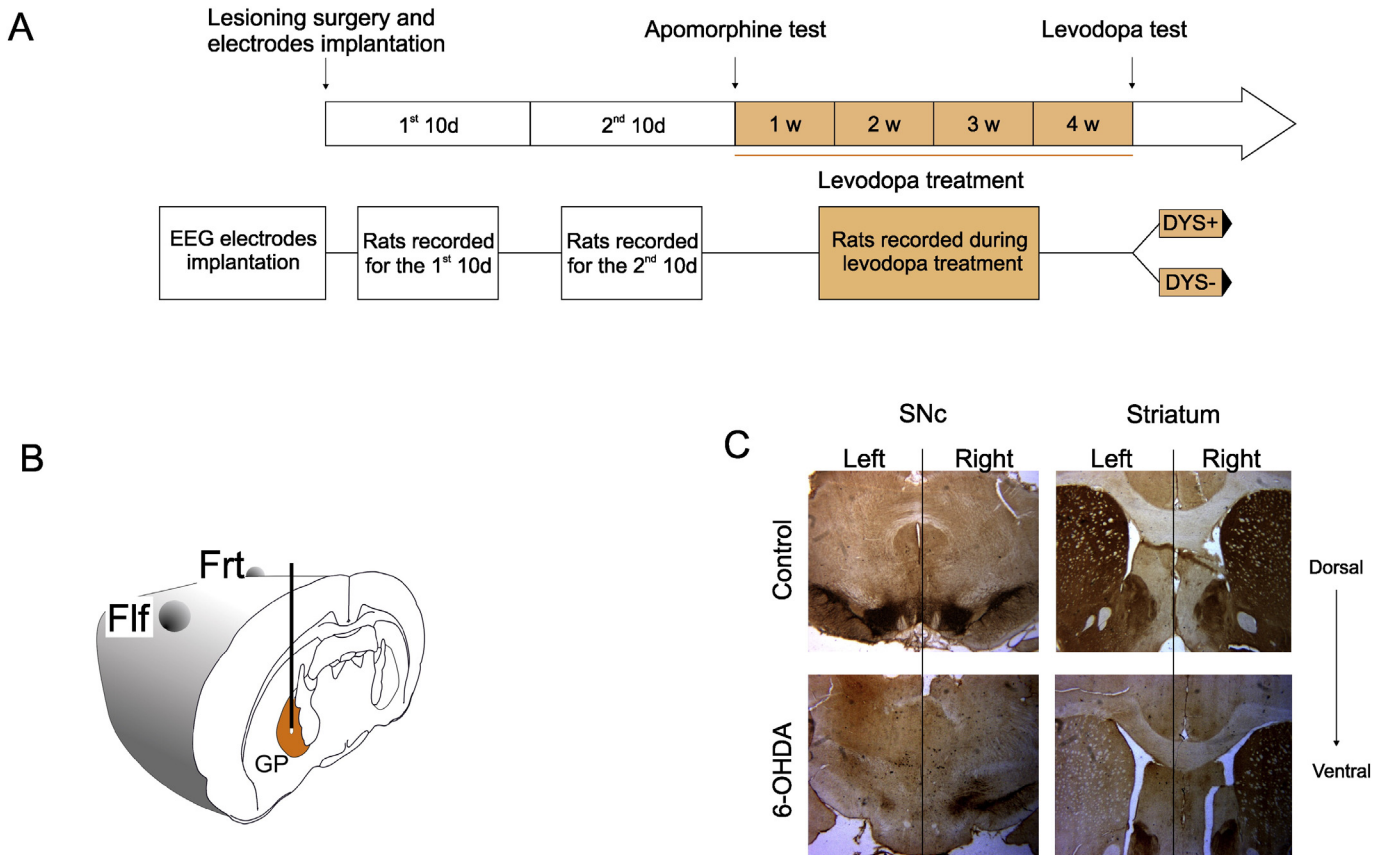 A
Lesioning surgery and
electrodes implantation
Apomorphine test
Levodopa test
1st 10d
2nd 10d
1 w
2 w
3 w
4 w
Levodopa treatment
EEG electrodes
implantation
Rats recorded
for the 1st 10d
Rats recorded
for the 2nd 10d
Rats recorded during
levodopa treatment
DYS+
DYS-
B
Frt
Flf
GP
C
SNc
Striatum
Left
Right
Left
Right
Control
6-OHDA
Dorsal
Ventral